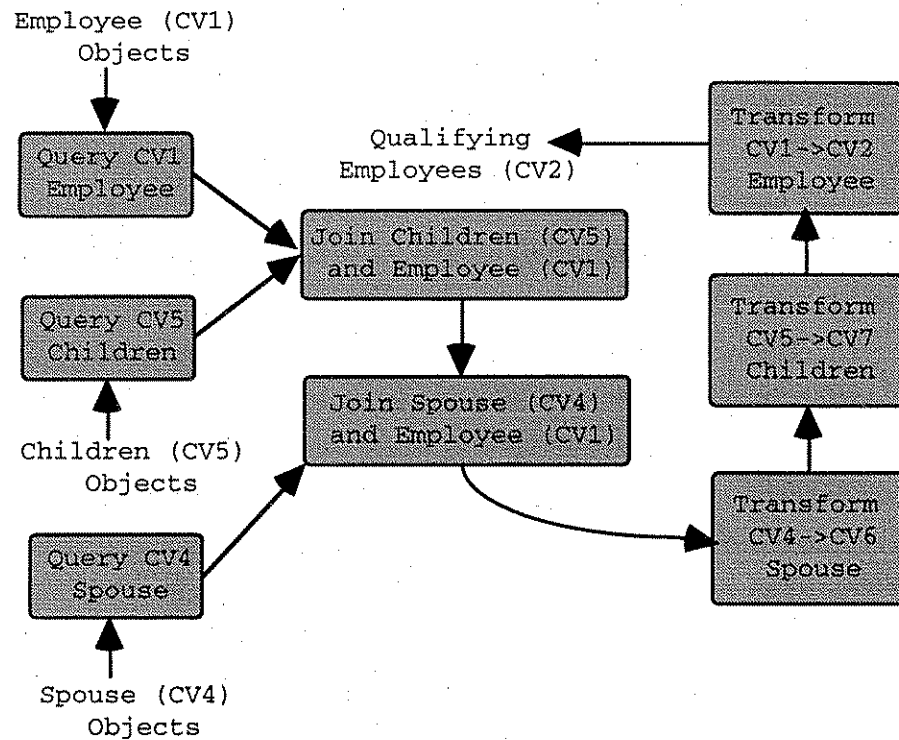 Employee (CV1)
Objects
Query CV1
Employee
Qualifying
Employees (CV2)
Transform
CV1->CV2
Employee
Join Children (CV5)
and Employee (CV1)
Query CV5
Children
Transform
CV5->CV7
Children
Children (CV5)
Objects
Join Spouse (CV4)
and Employee (CV1)
Query CV4
Spouse
Transform
CV4->CV6
Spouse
Spouse (CV4)
Objects